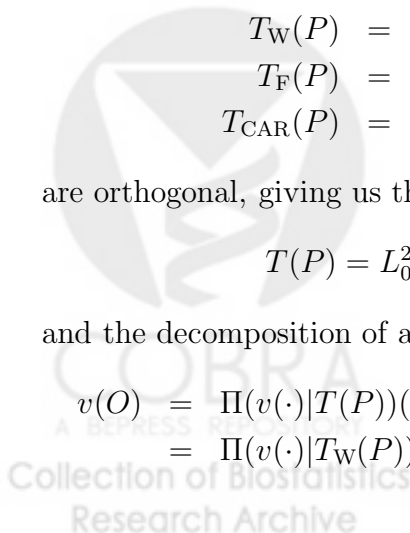 T_W(P) =
T_F(P) =
T_CAR(P) =
are orthogonal, giving us th
T(P) = L_0^2
and the decomposition of a
COBRA
v(O) = Π(v(·)|T(P))(
A BEPRESS REPOSITORY
= Π(v(·)|T_W(P))
Collection of Biostatistics
Research Archive